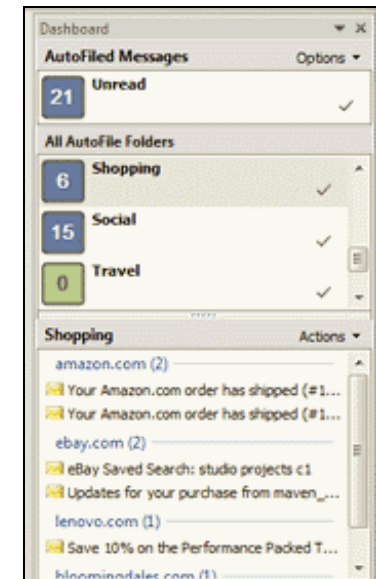 Dashboard
AutoFiled Messages Options
21 Unread
All AutoFile Folders
6 Shopping
15 Social
0 Travel
Shopping Actions
amazon.com (2)
Your Amazon.com order has shipped (#1...
Your Amazon.com order has shipped (#1...
ebay.com (2)
eBay Saved Search: studio projects c1
Updates for your purchase from maven_...
lenovo.com (1)
Save 10% on the Performance Packed T...
bloomingdales.com (1)